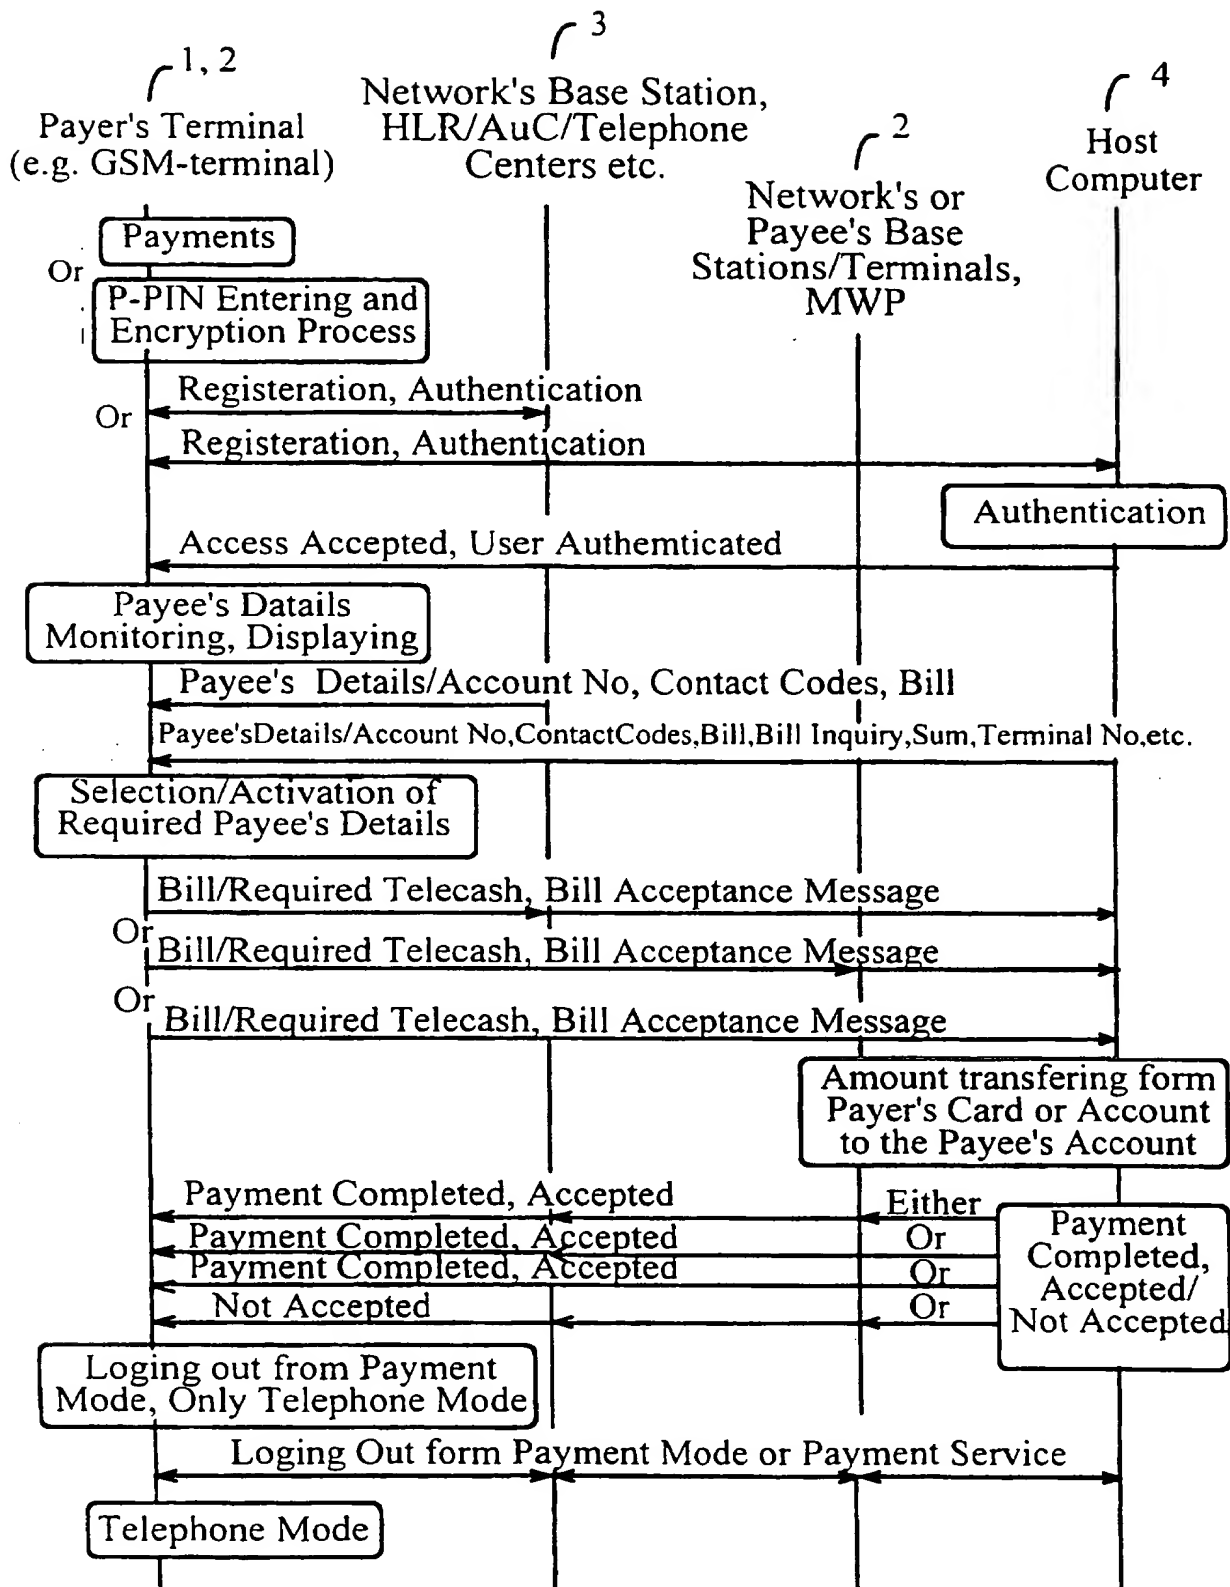 1, 2
Payer's Terminal
(e.g. GSM-terminal)
3
Network's Base Station,
HLR/AuC/Telephone
Centers etc.
2
Network's or
Payee's Base
Stations/Terminals,
MWP
4
Host
Computer
Payments
Or
P-PIN Entering and
Encryption Process
Registeration, Authentication
Or
Registeration, Authentication
Authentication
Access Accepted, User Authemticated
Payee's Datails
Monitoring, Displaying
Payee's Details/Account No, Contact Codes, Bill
Payee'sDetails/Account No,ContactCodes,Bill,Bill Inquiry,Sum,Terminal No,etc.
Selection/Activation of
Required Payee's Details
Bill/Required Telecash, Bill Acceptance Message
Or
Bill/Required Telecash, Bill Acceptance Message
Or
Bill/Required Telecash, Bill Acceptance Message
Amount transfering form
Payer's Card or Account
to the Payee's Account
Payment Completed, Accepted
Either
Payment Completed, Accepted
Or
Payment Completed, Accepted
Or
Not Accepted
Or
Payment
Completed,
Accepted/
Not Accepted
Loging out from Payment
Mode, Only Telephone Mode
Loging Out form Payment Mode or Payment Service
Telephone Mode